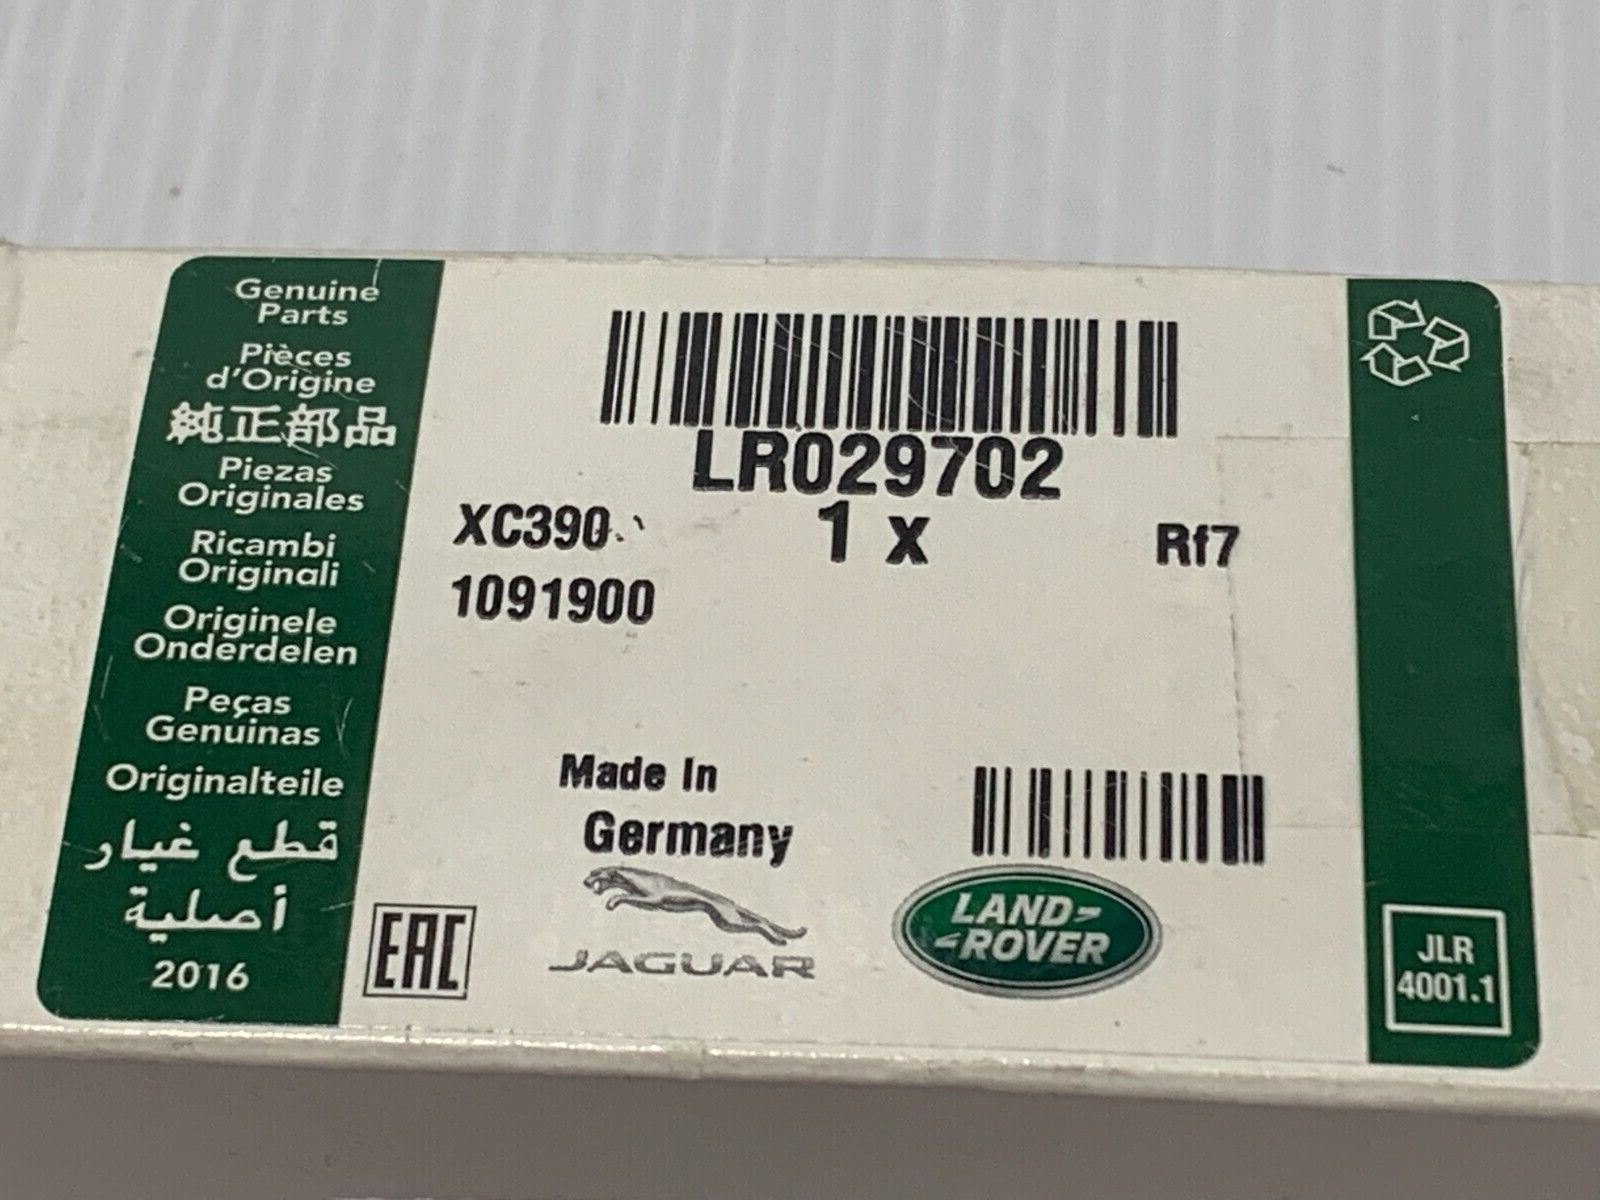 Genuine
Parts
Pièces
d'Origine
純正部品
Piezas
Originales
Ricambi
Originali
Originele
Onderdelen
Peças
Genuinas
Originalteile
قطع غيار
أصلية
2016
LR029702
XC390
1 x
Rf7
1091900
Made In
Germany
EAC
JAGUAR
LAND-
-ROVER
JLR
4001.1